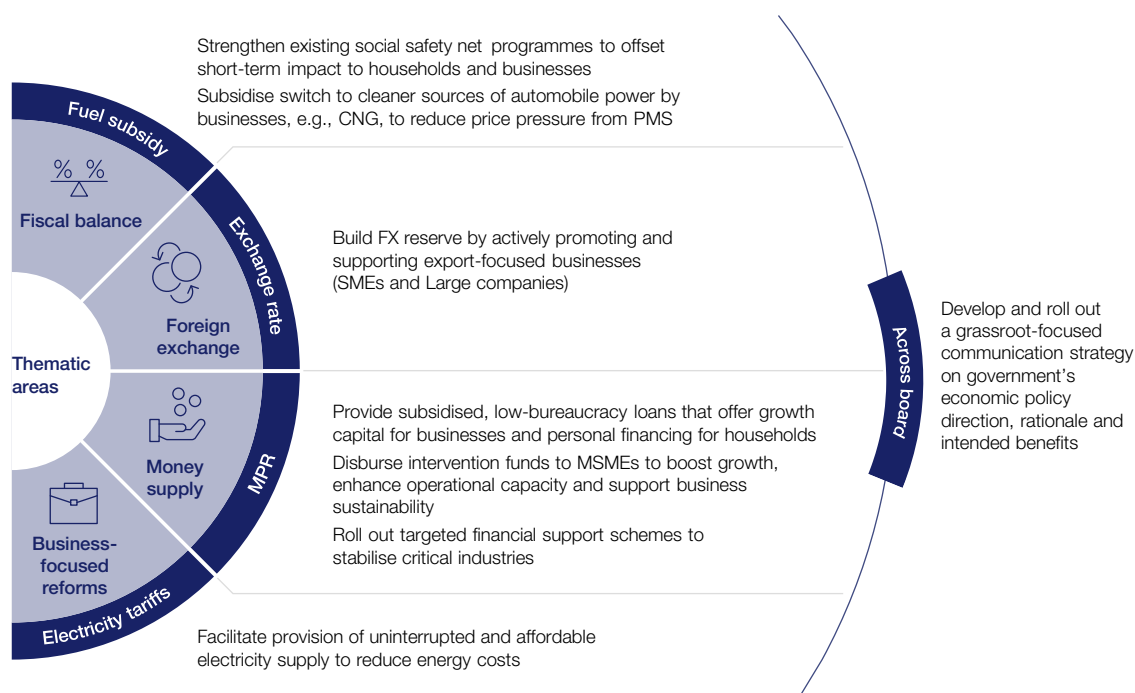 Strengthen existing social safety net programmes to offset
short-term impact to households and businesses
Subsidise switch to cleaner sources of automobile power by
businesses, e.g., CNG, to reduce price pressure from PMS
Fuel subsidy
% %
Fiscal balance
Exchange rate
Foreign
exchange
Build FX reserve by actively promoting and
supporting export-focused businesses
(SMEs and Large companies)
Thematic
areas
MPR
Money
supply
Provide subsidised, low-bureaucracy loans that offer growth
capital for businesses and personal financing for households
Disburse intervention funds to MSMEs to boost growth,
enhance operational capacity and support business
sustainability
Roll out targeted financial support schemes to
stabilise critical industries
Business-
focused
reforms
Electricity tariffs
Facilitate provision of uninterrupted and affordable
electricity supply to reduce energy costs
Across board
Develop and roll out
a grassroot-focused
communication strategy
on government’s
economic policy
direction, rationale and
intended benefits